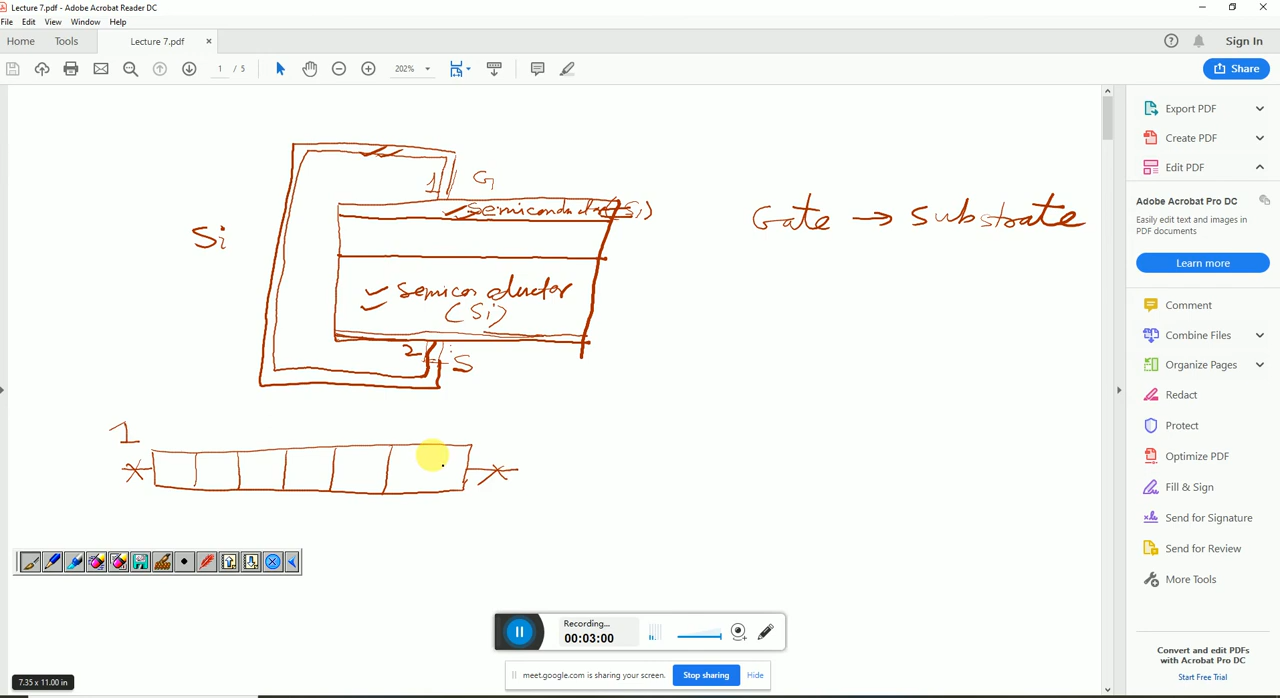 Lecture 7.pdf - Adobe Acrobat Reader DC
File Edit View Window Help
Home Tools Lecture 7.pdf × Sign In
1 / 5 202% Share
1 G
semiconductor (Si)
Gate → substrate
Si
semiconductor
(Si)
2 S
1
Export PDF
Create PDF
Edit PDF
Adobe Acrobat Pro DC
Easily edit text and images in
PDF documents
Learn more
Comment
Combine Files
Organize Pages
Redact
Protect
Optimize PDF
Fill & Sign
Send for Signature
Send for Review
More Tools
Convert and edit PDFs
with Acrobat Pro DC
Start Free Trial
Recording...
00:03:00
meet.google.com is sharing your screen. Stop sharing Hide
7.35 x 11.00 in